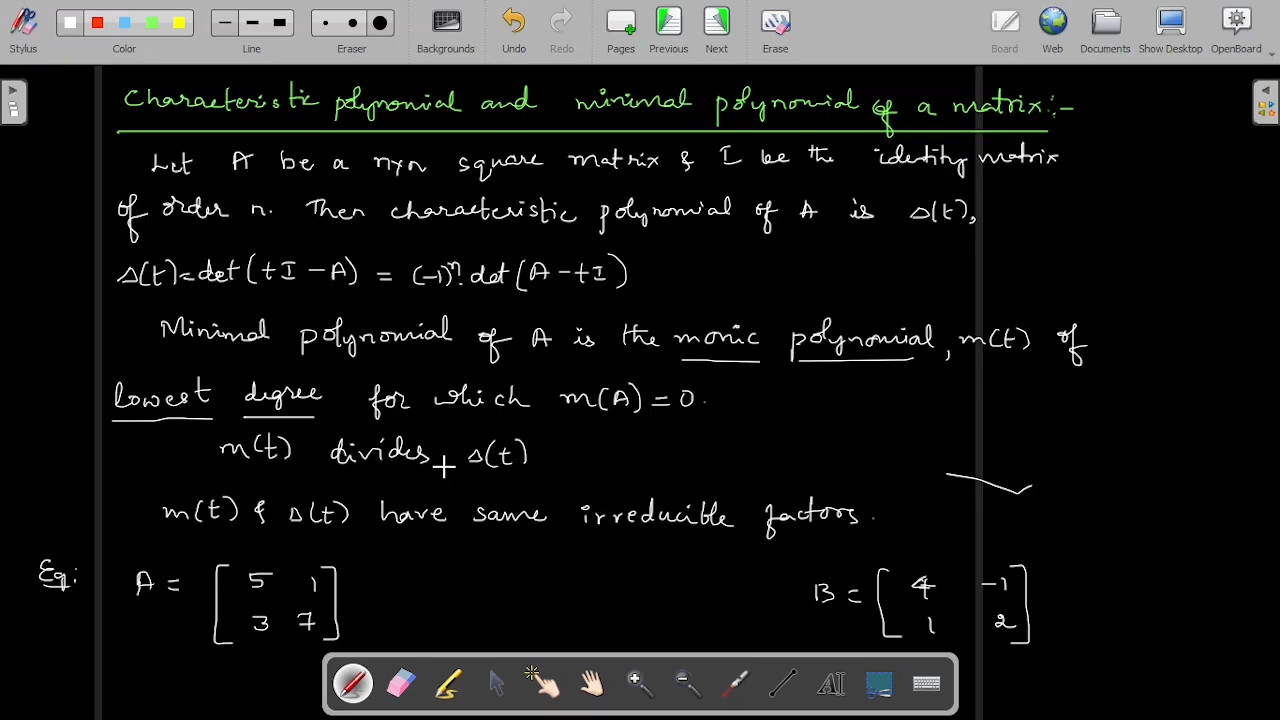 Stylus Color Line Eraser Backgrounds Undo Redo Pages Previous Next Erase Board Web Documents Show Desktop OpenBoard
Characteristic polynomial and minimal polynomial of a matrix:-
Let A be a nxn square matrix & I be the identity matrix
of order n. Then characteristic polynomial of A is Δ(t),
Δ(t)=det(tI-A) = (-1)ⁿ.det(A-tI)
Minimal polynomial of A is the monic polynomial, m(t) of
lowest degree for which m(A)=0.
m(t) divides Δ(t)
m(t) & Δ(t) have same irreducible factors.
Eg: A = [ 5 1 B = [ 4 -1
3 7 ] 1 2 ]
AI